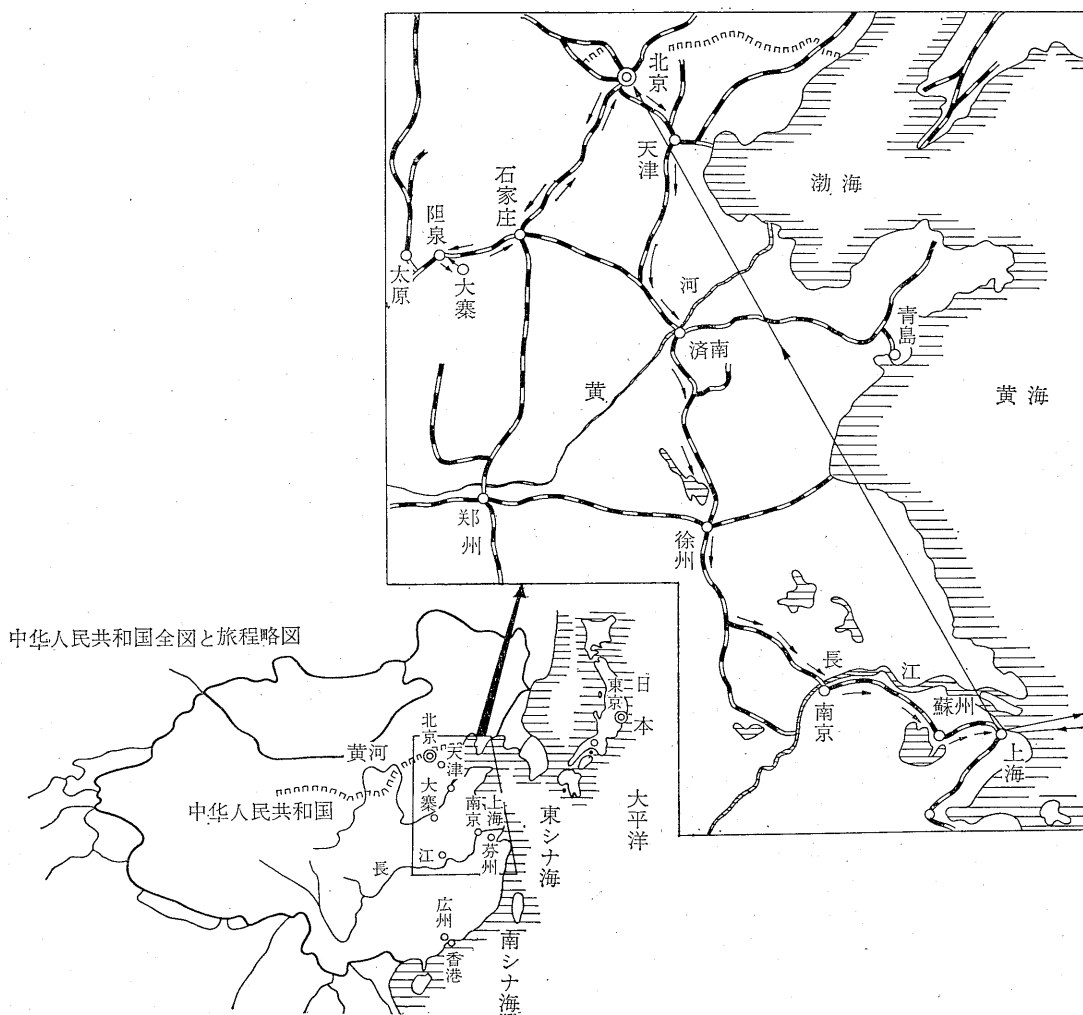 北京
天津
渤海
石家庄
阻泉
太原
大寨
河
済南
青島
黄
黄海
郑州
徐州
長
江
南京
蘇州
上海
中华人民共和国全図と旅程略図
日本
東京
北京
黄河
天津
大寨
中华人民共和国
南京
上海
芬州
江
長
大平洋
東シナ海
広州
香港
南シナ海